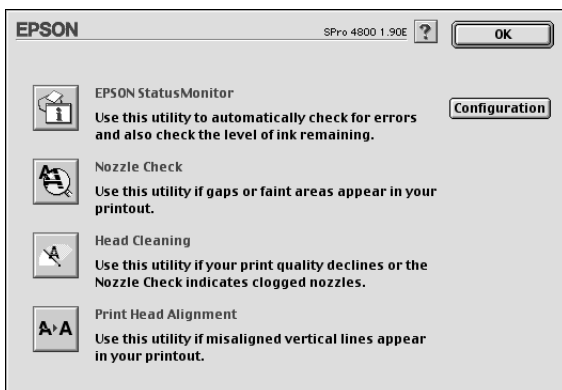 EPSON SPro 4800 1.90E ? OK
EPSON StatusMonitor
Use this utility to automatically check for errors
and also check the level of ink remaining.
Configuration
Nozzle Check
Use this utility if gaps or faint areas appear in your
printout.
Head Cleaning
Use this utility if your print quality declines or the
Nozzle Check indicates clogged nozzles.
Print Head Alignment
Use this utility if misaligned vertical lines appear
in your printout.